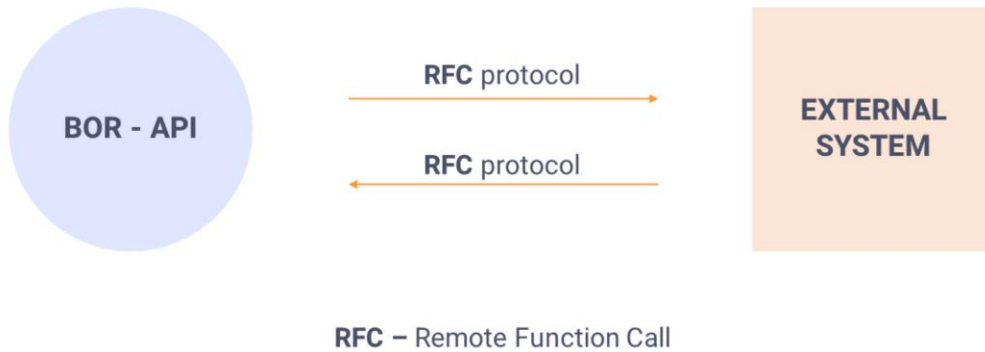 RFC protocol
BOR - API
EXTERNAL
SYSTEM
RFC protocol
RFC – Remote Function Call